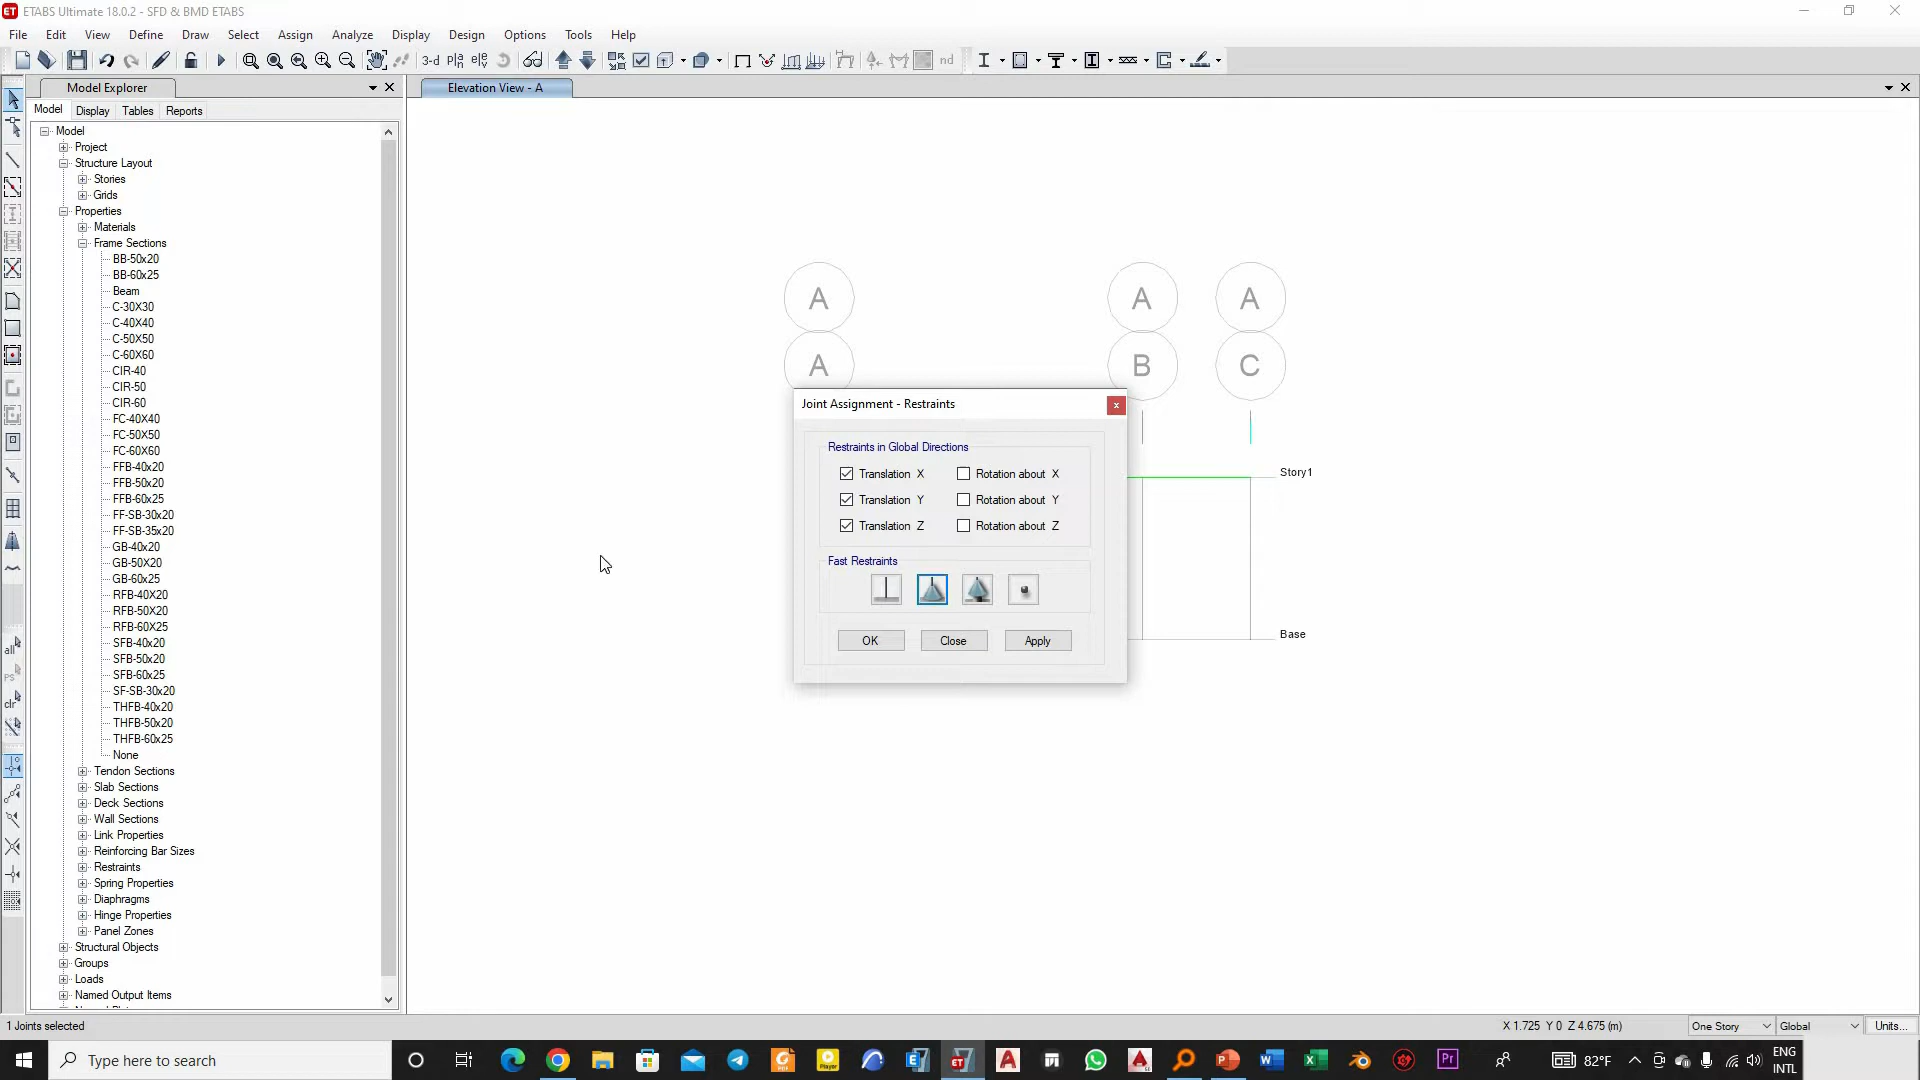 ETABS Ultimate 18.0.2 - SFD & BMD ETABS
File Edit View Define Draw Select Assign Analyze Display Design Options Tools Help
3-d
nd
Model Explorer
Elevation View - A
Model Display Tables Reports
Model
Project
Structure Layout
Stories
Grids
Properties
Materials
Frame Sections
BB-50x20
BB-60x25
Beam
C-30X30
C-40X40
C-50X50
C-60X60
CIR-40
CIR-50
CIR-60
FC-40X40
FC-50X50
FC-60X60
FFB-40x20
FFB-50x20
FFB-60x25
FF-SB-30x20
FF-SB-35x20
GB-40x20
GB-50X20
GB-60x25
RFB-40X20
RFB-50X20
RFB-60X25
SFB-40x20
SFB-50x20
SFB-60x25
SF-SB-30x20
THFB-40x20
THFB-50x20
THFB-60x25
None
Tendon Sections
Slab Sections
Deck Sections
Wall Sections
Link Properties
Reinforcing Bar Sizes
Restraints
Spring Properties
Diaphragms
Hinge Properties
Panel Zones
Structural Objects
Groups
Loads
Named Output Items
all
PS
clr
A A A
A B C
Story1
Base
Joint Assignment - Restraints
Restraints in Global Directions
Translation X Rotation about X
Translation Y Rotation about Y
Translation Z Rotation about Z
Fast Restraints
OK Close Apply
1 Joints selected
X 1.725 Y 0 Z 4.675 (m)
One Story
Global
Units...
Type here to search
82°F
ENG
INTL